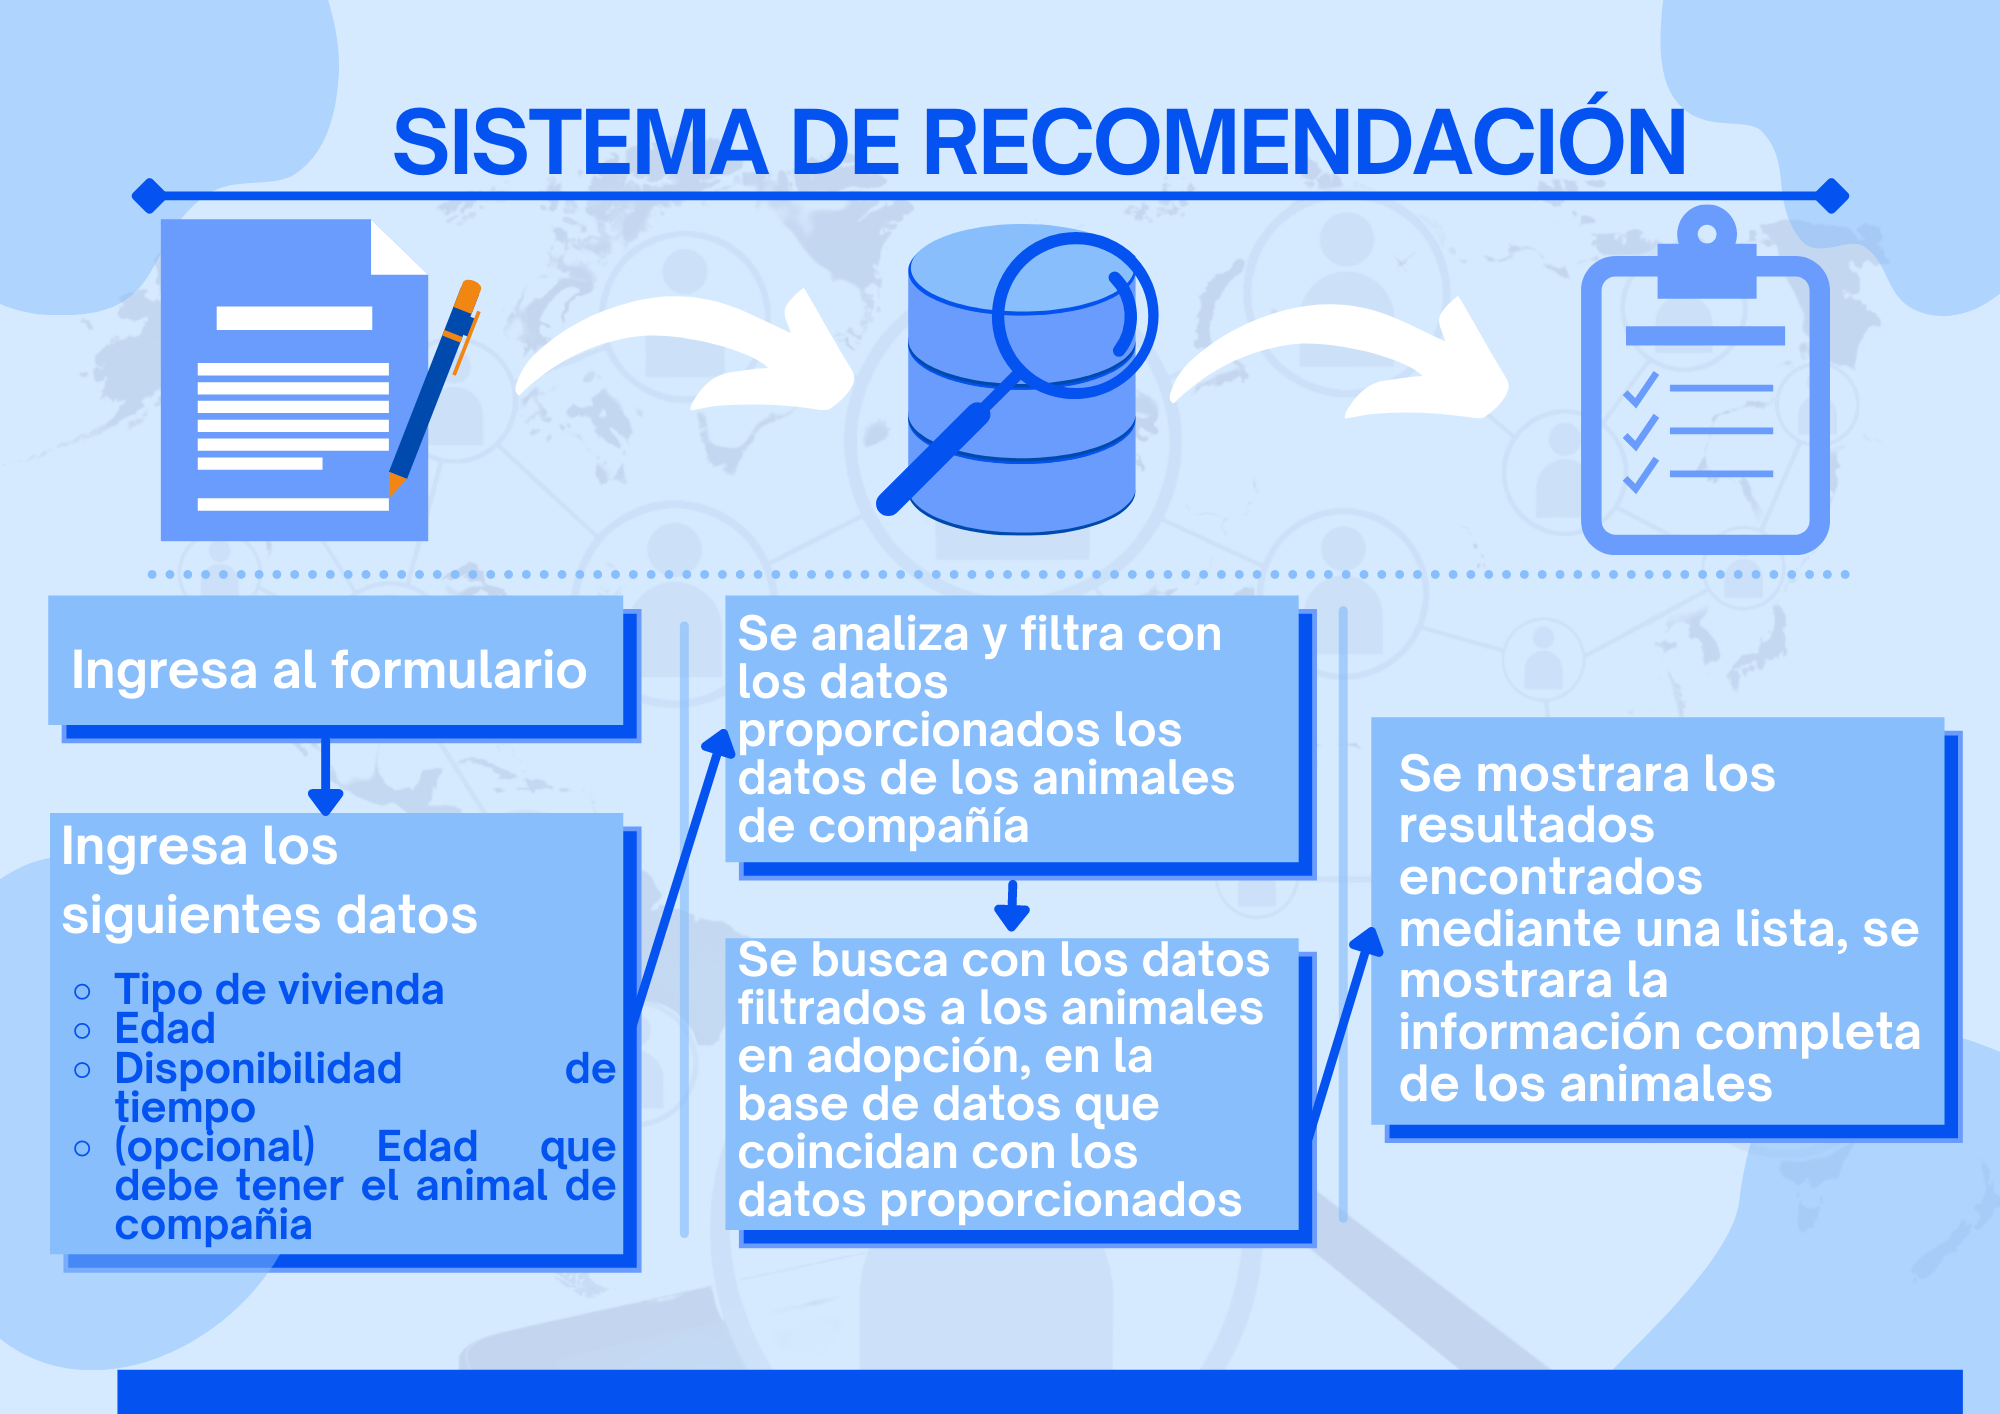 SISTEMA DE RECOMENDACIÓN
Ingresa al formulario
Ingresa los
siguientes datos
Tipo de vivienda
Edad
Disponibilidad de
tiempo
(opcional) Edad que
debe tener el animal de
compañia
Se analiza y filtra con
los datos
proporcionados los
datos de los animales
de compañía
Se busca con los datos
filtrados a los animales
en adopción, en la
base de datos que
coincidan con los
datos proporcionados
Se mostrara los
resultados
encontrados
mediante una lista, se
mostrara la
información completa
de los animales